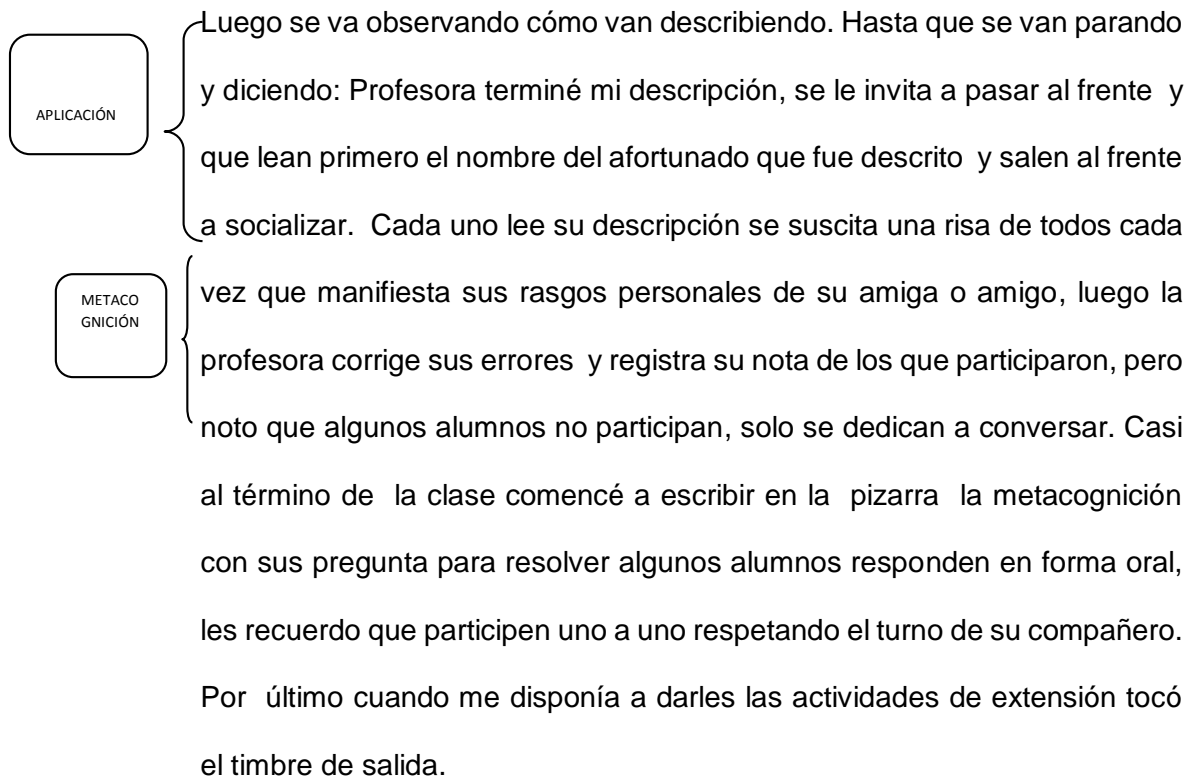 Luego se va observando cómo van describiendo. Hasta que se van parando
y diciendo: Profesora terminé mi descripción, se le invita a pasar al frente y
APLICACIÓN
que lean primero el nombre del afortunado que fue descrito y salen al frente
a socializar. Cada uno lee su descripción se suscita una risa de todos cada
METACO
GNICIÓN
vez que manifiesta sus rasgos personales de su amiga o amigo, luego la
profesora corrige sus errores y registra su nota de los que participaron, pero
noto que algunos alumnos no participan, solo se dedican a conversar. Casi
al término de la clase comencé a escribir en la pizarra la metacognición
con sus pregunta para resolver algunos alumnos responden en forma oral,
les recuerdo que participen uno a uno respetando el turno de su compañero.
Por último cuando me disponía a darles las actividades de extensión tocó
el timbre de salida.